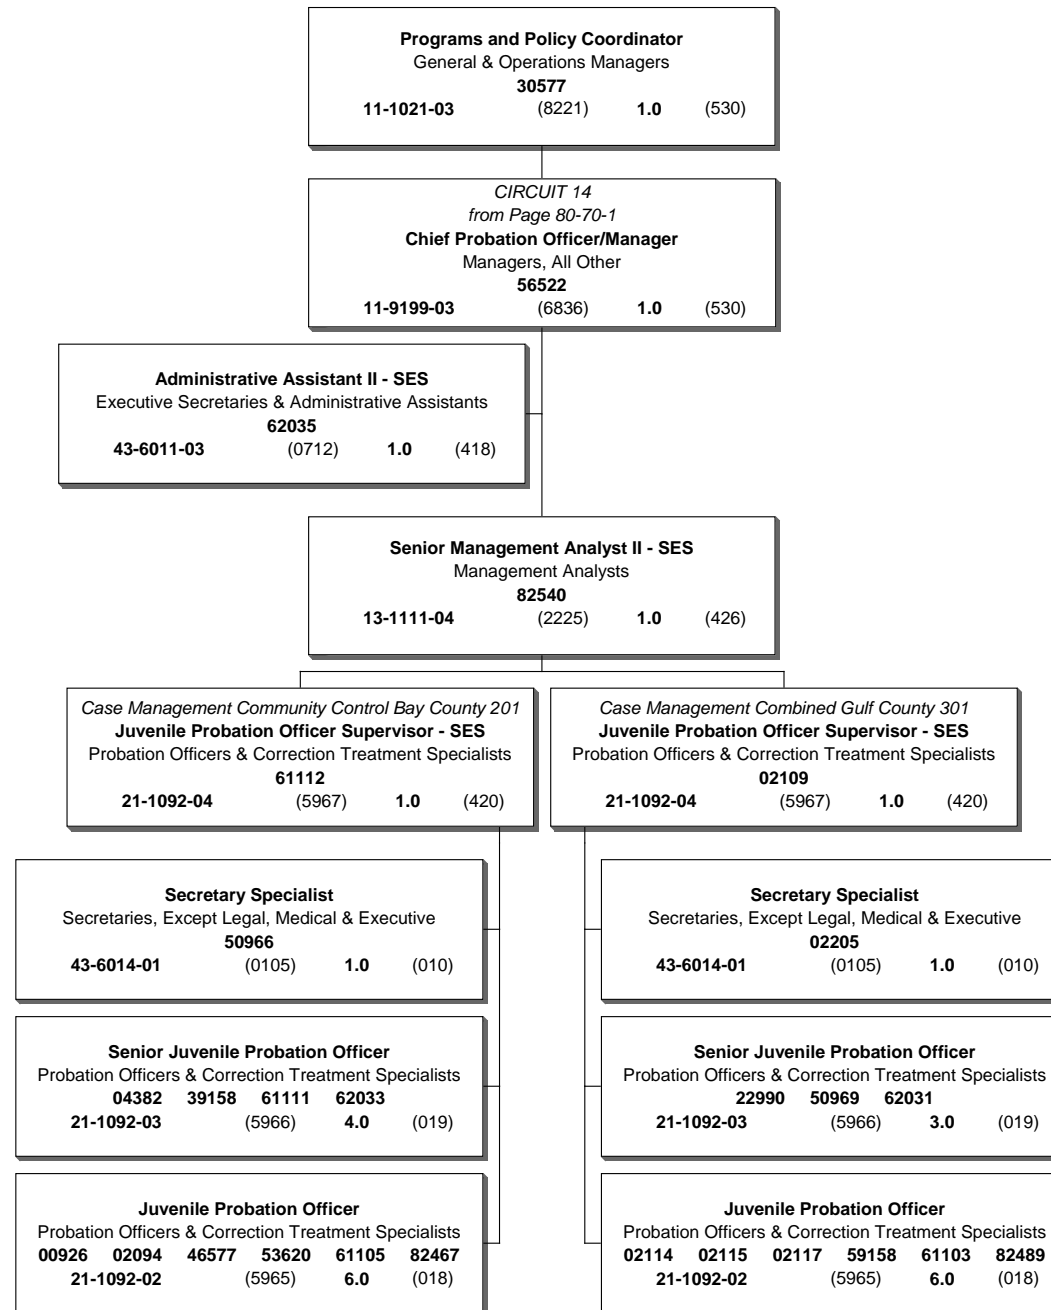 Programs and Policy Coordinator
General & Operations Managers
30577
11-1021-03 (8221) 1.0 (530)
CIRCUIT 14
from Page 80-70-1
Chief Probation Officer/Manager
Managers, All Other
56522
11-9199-03 (6836) 1.0 (530)
Administrative Assistant II - SES
Executive Secretaries & Administrative Assistants
62035
43-6011-03 (0712) 1.0 (418)
Senior Management Analyst II - SES
Management Analysts
82540
13-1111-04 (2225) 1.0 (426)
Case Management Community Control Bay County 201
Juvenile Probation Officer Supervisor - SES
Probation Officers & Correction Treatment Specialists
61112
21-1092-04 (5967) 1.0 (420)
Case Management Combined Gulf County 301
Juvenile Probation Officer Supervisor - SES
Probation Officers & Correction Treatment Specialists
02109
21-1092-04 (5967) 1.0 (420)
Secretary Specialist
Secretaries, Except Legal, Medical & Executive
50966
43-6014-01 (0105) 1.0 (010)
Secretary Specialist
Secretaries, Except Legal, Medical & Executive
02205
43-6014-01 (0105) 1.0 (010)
Senior Juvenile Probation Officer
Probation Officers & Correction Treatment Specialists
04382 39158 61111 62033
21-1092-03 (5966) 4.0 (019)
Senior Juvenile Probation Officer
Probation Officers & Correction Treatment Specialists
22990 50969 62031
21-1092-03 (5966) 3.0 (019)
Juvenile Probation Officer
Probation Officers & Correction Treatment Specialists
00926 02094 46577 53620 61105 82467
21-1092-02 (5965) 6.0 (018)
Juvenile Probation Officer
Probation Officers & Correction Treatment Specialists
02114 02115 02117 59158 61103 82489
21-1092-02 (5965) 6.0 (018)